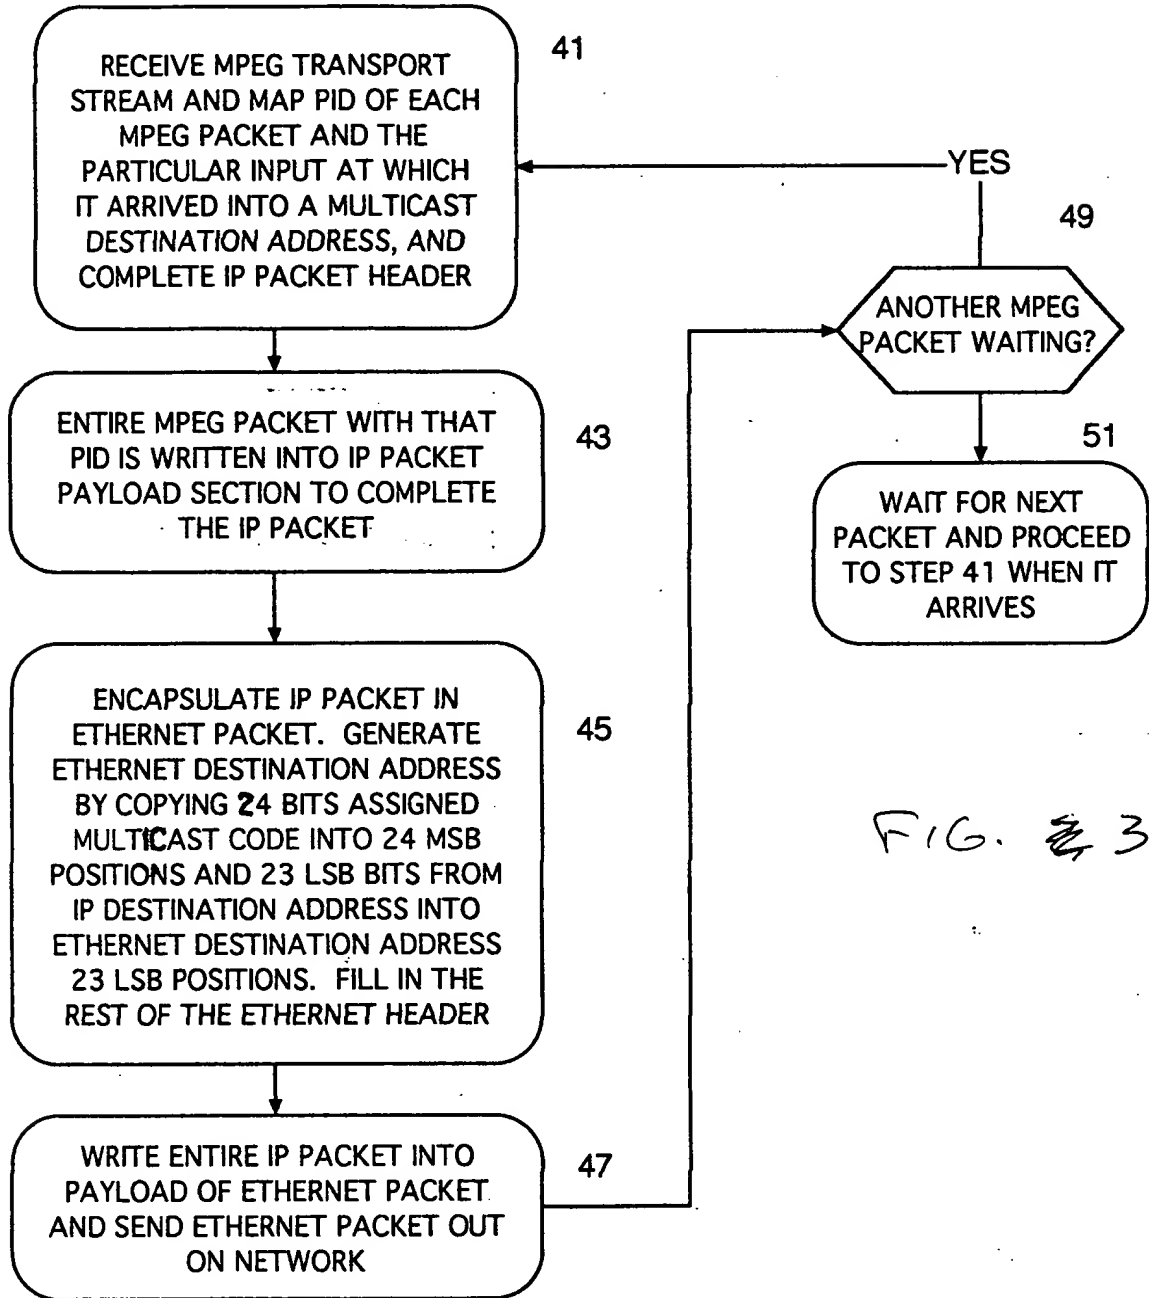 RECEIVE MPEG TRANSPORT
STREAM AND MAP PID OF EACH
MPEG PACKET AND THE
PARTICULAR INPUT AT WHICH
IT ARRIVED INTO A MULTICAST
DESTINATION ADDRESS, AND
COMPLETE IP PACKET HEADER
41
ENTIRE MPEG PACKET WITH THAT
PID IS WRITTEN INTO IP PACKET
PAYLOAD SECTION TO COMPLETE
THE IP PACKET
43
ENCAPSULATE IP PACKET IN
ETHERNET PACKET. GENERATE
ETHERNET DESTINATION ADDRESS
BY COPYING 24 BITS ASSIGNED
MULTICAST CODE INTO 24 MSB
POSITIONS AND 23 LSB BITS FROM
IP DESTINATION ADDRESS INTO
ETHERNET DESTINATION ADDRESS
23 LSB POSITIONS. FILL IN THE
REST OF THE ETHERNET HEADER
45
WRITE ENTIRE IP PACKET INTO
PAYLOAD OF ETHERNET PACKET
AND SEND ETHERNET PACKET OUT
ON NETWORK
47
YES
49
ANOTHER MPEG
PACKET WAITING?
51
WAIT FOR NEXT
PACKET AND PROCEED
TO STEP 41 WHEN IT
ARRIVES
FIG. 3